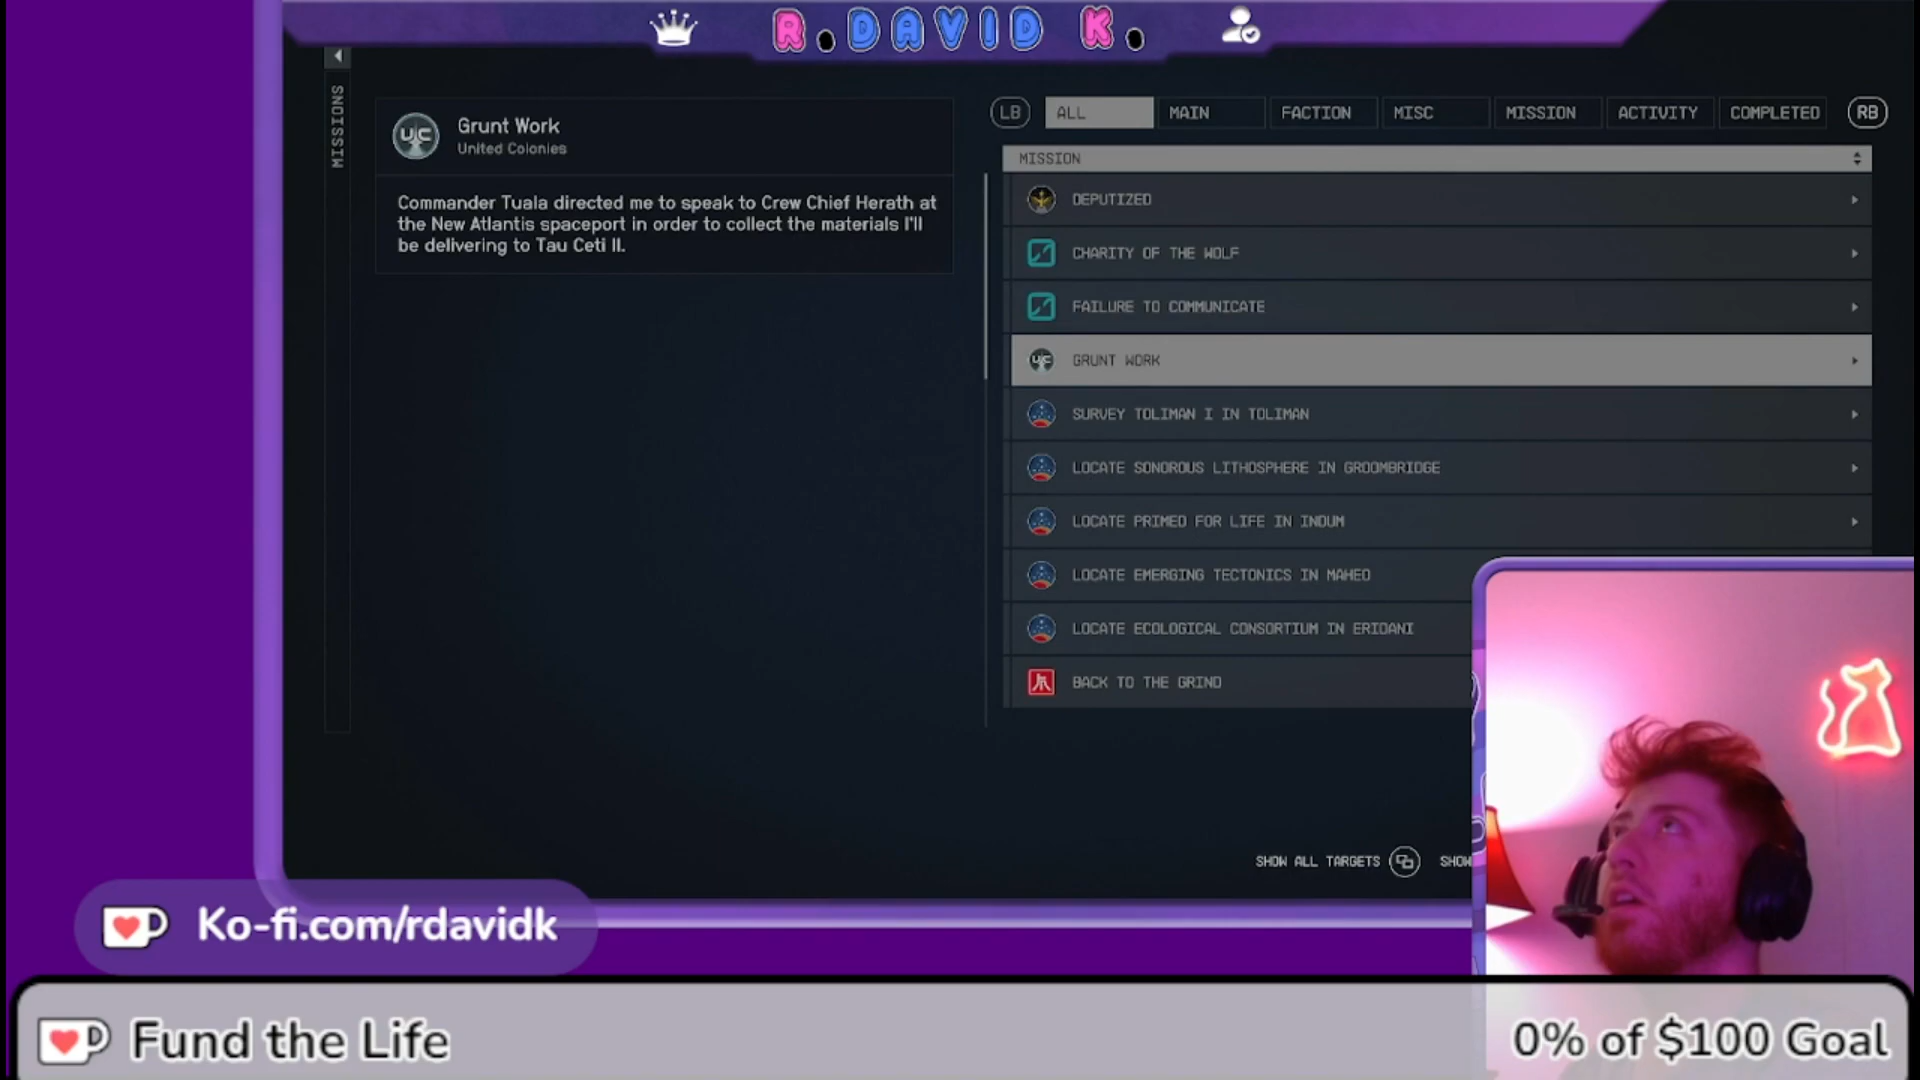 R.DAVID K.
MISSIONS
Grunt Work
United Colonies
Commander Tuala directed me to speak to Crew Chief Herath at
the New Atlantis spaceport in order to collect the materials I'll
be delivering to Tau Ceti II.
LB ALL MAIN FACTION MISC MISSION ACTIVITY COMPLETED RB
MISSION
DEPUTIZED
CHARITY OF THE WOLF
FAILURE TO COMMUNICATE
UC GRUNT WORK
SURVEY TOLIMAN I IN TOLIMAN
LOCATE SONOROUS LITHOSPHERE IN GROOMBRIDGE
LOCATE PRIMED FOR LIFE IN INDUM
LOCATE EMERGING TECTONICS IN MAHEO
LOCATE ECOLOGICAL CONSORTIUM IN ERIDANI
BACK TO THE GRIND
SHOW ALL TARGETS SHOW
Ko-fi.com/rdavidk
Fund the Life
0% of $100 Goal